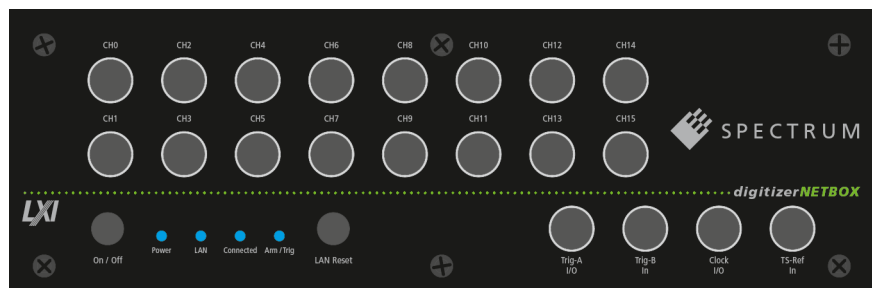 CH0 CH2 CH4 CH6 CH8 CH10 CH12 CH14
CH1 CH3 CH5 CH7 CH9 CH11 CH13 CH15
SPECTRUM
digitizerNETBOX
LXI
Power LAN Connected Arm/Trig
On / Off LAN Reset
Trig-A Trig-B Clock TS-Ref
I/O In I/O In